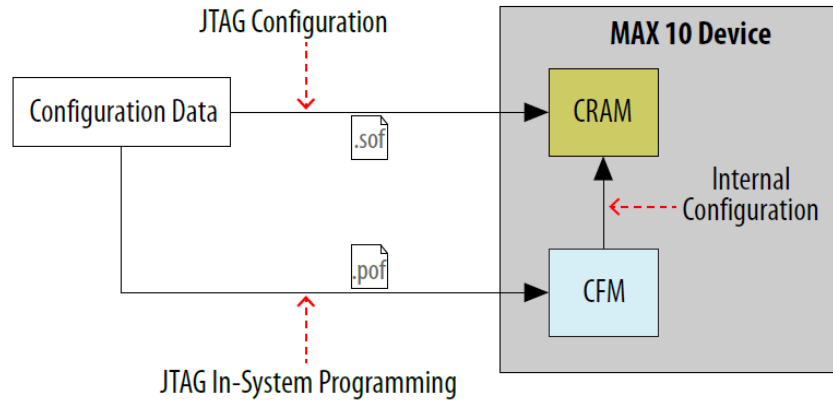 JTAG Configuration
MAX 10 Device
Configuration Data
CRAM
.sof
Internal
Configuration
.pof
CFM
JTAG In-System Programming